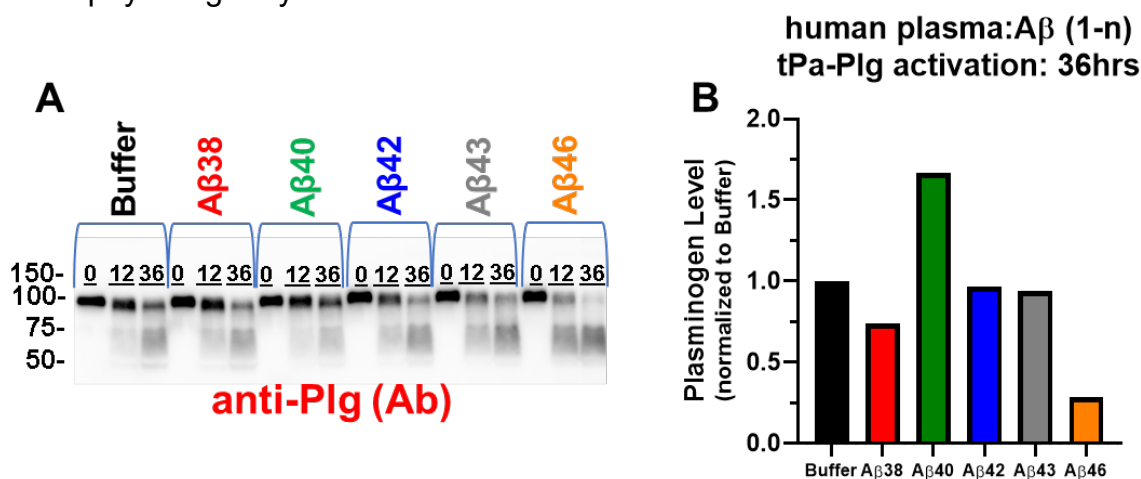 human plasma:Aβ (1-n)
tPa-Plg activation: 36hrs
A
Buffer
Aβ38
Aβ40
Aβ42
Aβ43
Aβ46
0 12 36 0 12 36 0 12 36 0 12 36 0 12 36 0 12 36
150-
100-
75-
50-
anti-Plg (Ab)
B
Plasminogen Level
(normalized to Buffer)
2.0
1.5
1.0
0.5
0.0
Buffer Aβ38 Aβ40 Aβ42 Aβ43 Aβ46